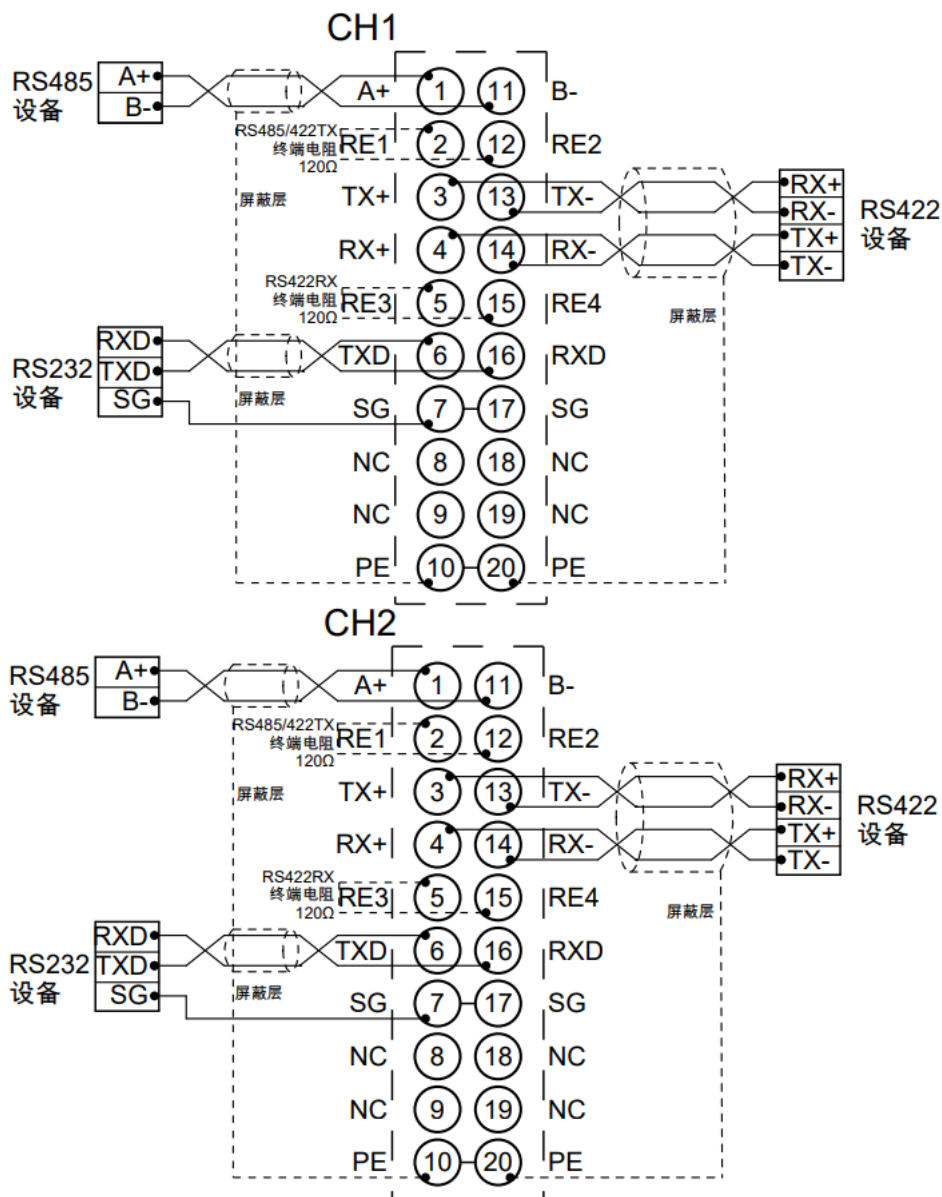 CH1
RS485
设备
A+
B-
A+
1
11
B-
RS485/422TX
终端电阻
120Ω
RE1
2
12
RE2
屏蔽层
TX+
3
13
TX-
RX+
RX-
TX+
TX-
RS422
设备
RX+
4
14
RX-
RS422RX
终端电阻
120Ω
RE3
5
15
RE4
屏蔽层
RS232
设备
RXD
TXD
SG
TXD
6
16
RXD
屏蔽层
SG
7
17
SG
NC
8
18
NC
NC
9
19
NC
PE
10
20
PE
CH2
RS485
设备
A+
B-
A+
1
11
B-
RS485/422TX
终端电阻
120Ω
RE1
2
12
RE2
屏蔽层
TX+
3
13
TX-
RX+
RX-
TX+
TX-
RS422
设备
RX+
4
14
RX-
RS422RX
终端电阻
120Ω
RE3
5
15
RE4
屏蔽层
RS232
设备
RXD
TXD
SG
TXD
6
16
RXD
屏蔽层
SG
7
17
SG
NC
8
18
NC
NC
9
19
NC
PE
10
20
PE